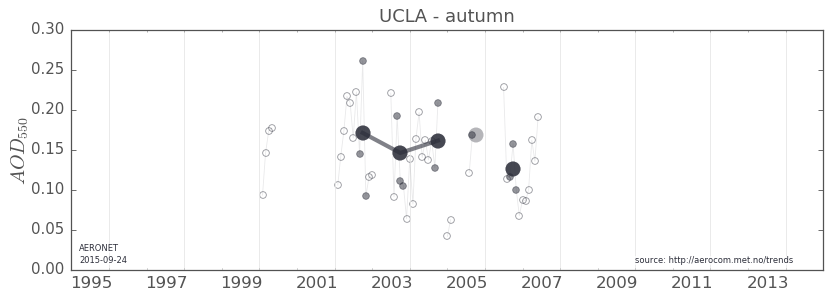 UCLA - autumn
0.30
0.25
0.20
0.15
0.10
0.05
0.00
AOD550
AERONET
2015-09-24
source: http://aerocom.met.no/trends
1995 1997 1999 2001 2003 2005 2007 2009 2011 2013